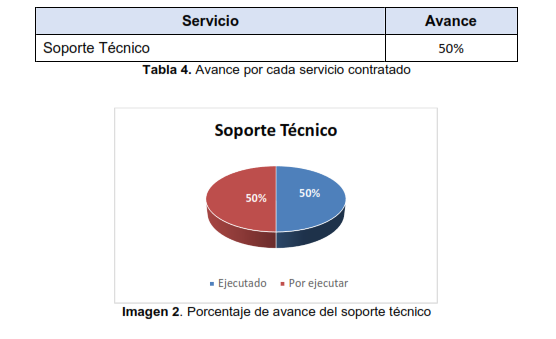 Servicio Avance
Soporte Técnico 50%
Tabla 4. Avance por cada servicio contratado
Soporte Técnico
50% 50%
Ejecutado Por ejecutar
Imagen 2. Porcentaje de avance del soporte técnico